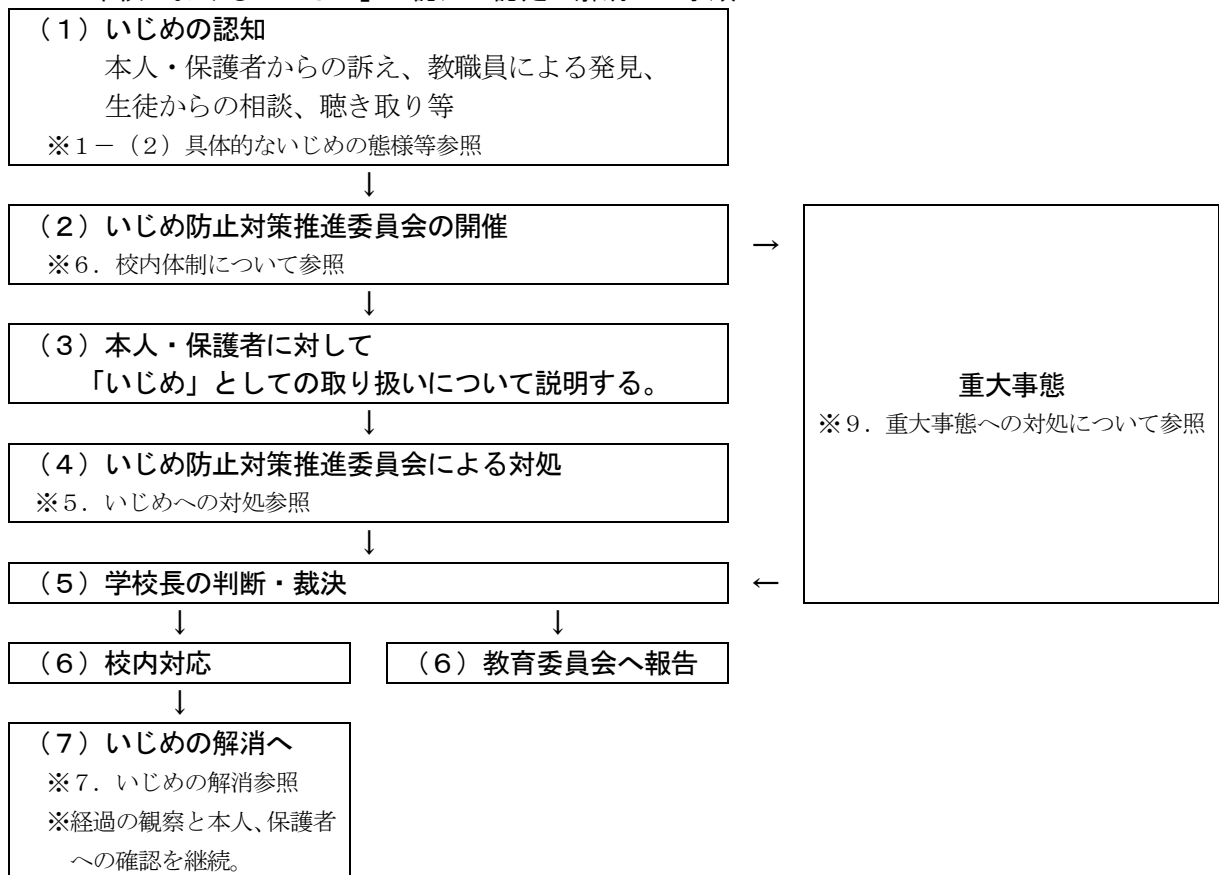 （１）いじめの認知
本人・保護者からの訴え、教職員による発見、
生徒からの相談、聴き取り等
※１－（２）具体的ないじめの態様等参照
↓
（２）いじめ防止対策推進委員会の開催
※６．校内体制について参照
→
↓
（３）本人・保護者に対して
「いじめ」としての取り扱いについて説明する。
↓
（４）いじめ防止対策推進委員会による対処
※５．いじめへの対処参照
重大事態
※９．重大事態への対処について参照
↓
（５）学校長の判断・裁決
←
↓ ↓
（６）校内対応
（６）教育委員会へ報告
↓
（７）いじめの解消へ
※７．いじめの解消参照
※経過の観察と本人、保護者
への確認を継続。